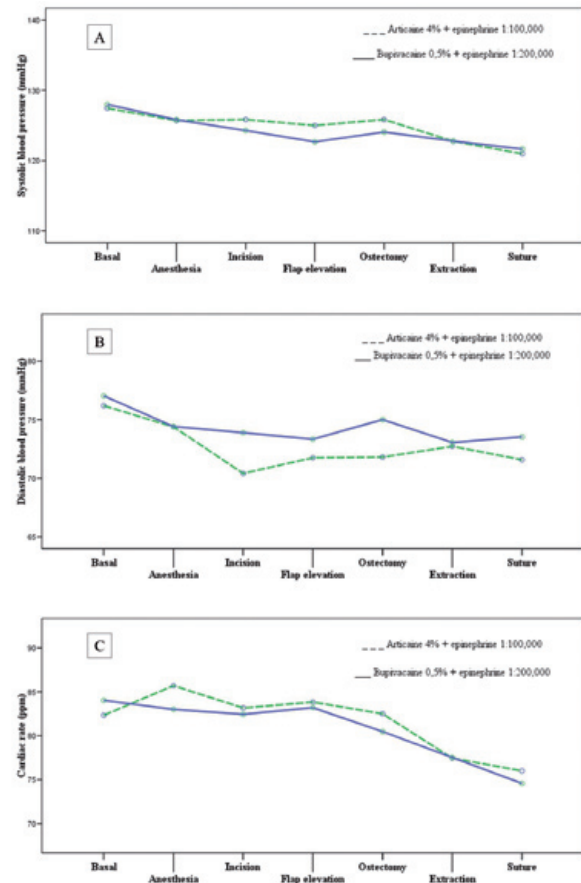 A
Articaine 4% + epinephrine 1:100,000
Bupivacaine 0,5% + epinephrine 1:200,000
Systolic blood pressure (mmHg)
140
130
120
110
Basal
Anesthesia
Incision
Flap elevation
Ostectomy
Extraction
Suture
B
Articaine 4% + epinephrine 1:100,000
Bupivacaine 0,5% + epinephrine 1:200,000
Diastolic blood pressure (mmHg)
80
75
70
65
Basal
Anesthesia
Incision
Flap elevation
Ostectomy
Extraction
Suture
C
Articaine 4% + epinephrine 1:100,000
Bupivacaine 0,5% + epinephrine 1:200,000
Cardiac rate (ppm)
90
85
80
75
70
Basal
Anesthesia
Incision
Flap elevation
Ostectomy
Extraction
Suture